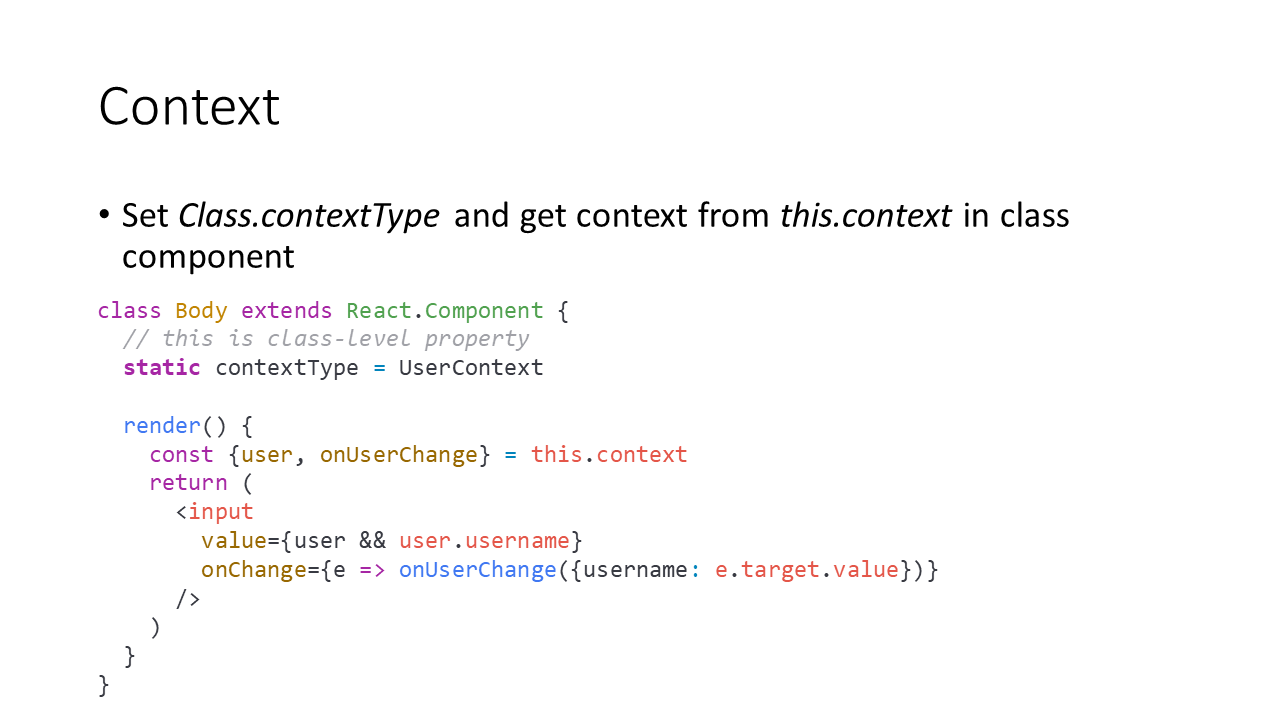 Context
• Set Class.contextType and get context from this.context in class
component
class Body extends React.Component {
  // this is class-level property
  static contextType = UserContext

  render() {
    const {user, onUserChange} = this.context
    return (
      <input
        value={user && user.username}
        onChange={e => onUserChange({username: e.target.value})}
      />
    )
  }
}